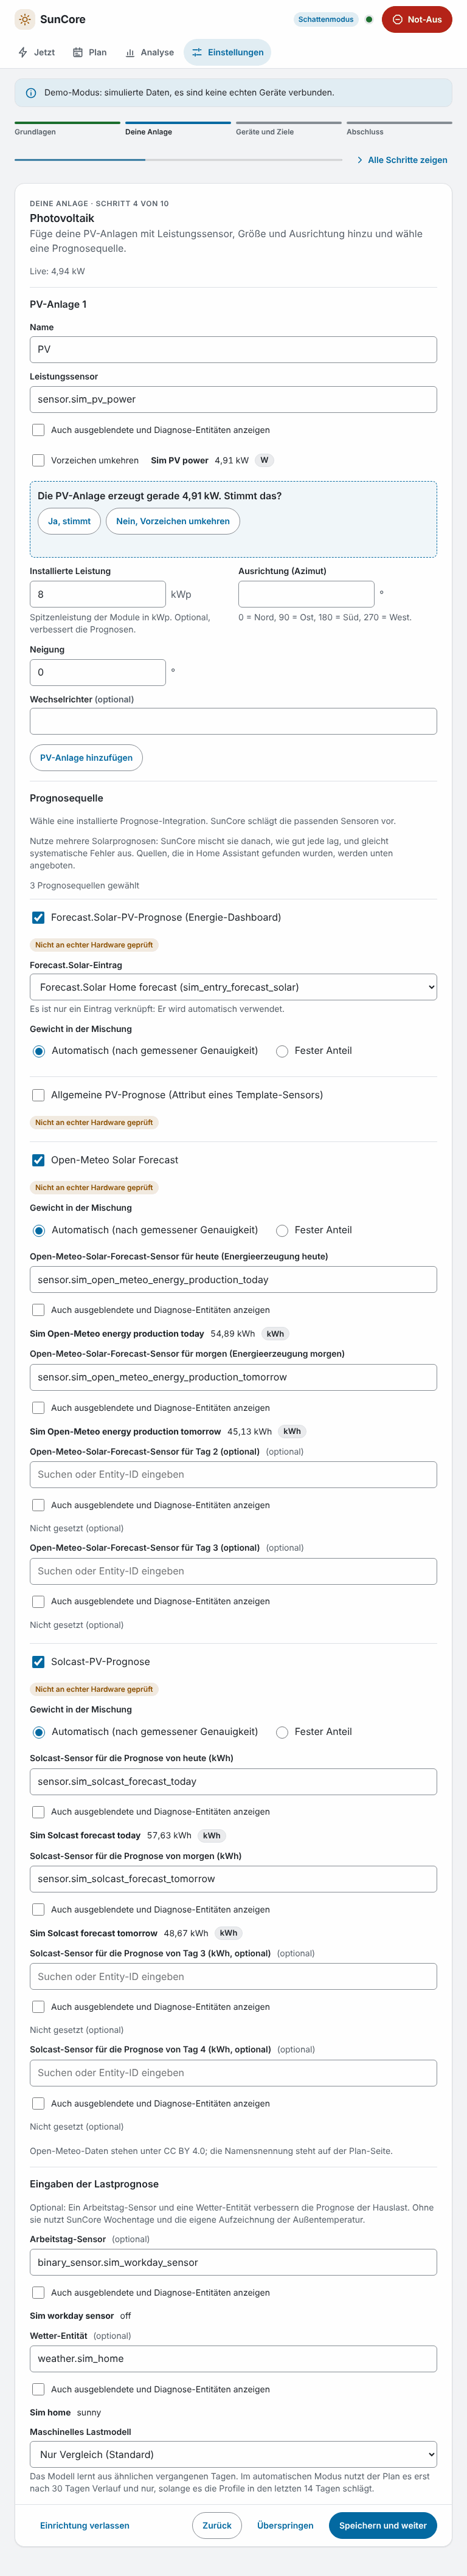 SunCore
Schattenmodus
Not-Aus
Jetzt
Plan
Analyse
Einstellungen
Demo-Modus: simulierte Daten, es sind keine echten Geräte verbunden.
Grundlagen
Deine Anlage
Geräte und Ziele
Abschluss
Alle Schritte zeigen
DEINE ANLAGE · SCHRITT 4 VON 10
Photovoltaik
Füge deine PV-Anlagen mit Leistungssensor, Größe und Ausrichtung hinzu und wähle
eine Prognosequelle.
Live: 4,94 kW
PV-Anlage 1
Name
PV
Leistungssensor
sensor.sim_pv_power
Auch ausgeblendete und Diagnose-Entitäten anzeigen
Vorzeichen umkehren Sim PV power 4,91 kW W
Die PV-Anlage erzeugt gerade 4,91 kW. Stimmt das?
Ja, stimmt
Nein, Vorzeichen umkehren
Installierte Leistung
8 kWp
Spitzenleistung der Module in kWp. Optional,
verbessert die Prognosen.
Ausrichtung (Azimut)
°
0 = Nord, 90 = Ost, 180 = Süd, 270 = West.
Neigung
0 °
Wechselrichter (optional)
PV-Anlage hinzufügen
Prognosequelle
Wähle eine installierte Prognose-Integration. SunCore schlägt die passenden Sensoren vor.
Nutze mehrere Solarprognosen: SunCore mischt sie danach, wie gut jede lag, und gleicht
systematische Fehler aus. Quellen, die in Home Assistant gefunden wurden, werden unten
angeboten.
3 Prognosequellen gewählt
Forecast.Solar-PV-Prognose (Energie-Dashboard)
Nicht an echter Hardware geprüft
Forecast.Solar-Eintrag
Forecast.Solar Home forecast (sim_entry_forecast_solar)
Es ist nur ein Eintrag verknüpft: Er wird automatisch verwendet.
Gewicht in der Mischung
Automatisch (nach gemessener Genauigkeit) Fester Anteil
Allgemeine PV-Prognose (Attribut eines Template-Sensors)
Nicht an echter Hardware geprüft
Open-Meteo Solar Forecast
Nicht an echter Hardware geprüft
Gewicht in der Mischung
Automatisch (nach gemessener Genauigkeit) Fester Anteil
Open-Meteo-Solar-Forecast-Sensor für heute (Energieerzeugung heute)
sensor.sim_open_meteo_energy_production_today
Auch ausgeblendete und Diagnose-Entitäten anzeigen
Sim Open-Meteo energy production today 54,89 kWh kWh
Open-Meteo-Solar-Forecast-Sensor für morgen (Energieerzeugung morgen)
sensor.sim_open_meteo_energy_production_tomorrow
Auch ausgeblendete und Diagnose-Entitäten anzeigen
Sim Open-Meteo energy production tomorrow 45,13 kWh kWh
Open-Meteo-Solar-Forecast-Sensor für Tag 2 (optional) (optional)
Suchen oder Entity-ID eingeben
Auch ausgeblendete und Diagnose-Entitäten anzeigen
Nicht gesetzt (optional)
Open-Meteo-Solar-Forecast-Sensor für Tag 3 (optional) (optional)
Suchen oder Entity-ID eingeben
Auch ausgeblendete und Diagnose-Entitäten anzeigen
Nicht gesetzt (optional)
Solcast-PV-Prognose
Nicht an echter Hardware geprüft
Gewicht in der Mischung
Automatisch (nach gemessener Genauigkeit) Fester Anteil
Solcast-Sensor für die Prognose von heute (kWh)
sensor.sim_solcast_forecast_today
Auch ausgeblendete und Diagnose-Entitäten anzeigen
Sim Solcast forecast today 57,63 kWh kWh
Solcast-Sensor für die Prognose von morgen (kWh)
sensor.sim_solcast_forecast_tomorrow
Auch ausgeblendete und Diagnose-Entitäten anzeigen
Sim Solcast forecast tomorrow 48,67 kWh kWh
Solcast-Sensor für die Prognose von Tag 3 (kWh, optional) (optional)
Suchen oder Entity-ID eingeben
Auch ausgeblendete und Diagnose-Entitäten anzeigen
Nicht gesetzt (optional)
Solcast-Sensor für die Prognose von Tag 4 (kWh, optional) (optional)
Suchen oder Entity-ID eingeben
Auch ausgeblendete und Diagnose-Entitäten anzeigen
Nicht gesetzt (optional)
Open-Meteo-Daten stehen unter CC BY 4.0; die Namensnennung steht auf der Plan-Seite.
Eingaben der Lastprognose
Optional: Ein Arbeitstag-Sensor und eine Wetter-Entität verbessern die Prognose der Hauslast. Ohne
sie nutzt SunCore Wochentage und die eigene Aufzeichnung der Außentemperatur.
Arbeitstag-Sensor (optional)
binary_sensor.sim_workday_sensor
Auch ausgeblendete und Diagnose-Entitäten anzeigen
Sim workday sensor off
Wetter-Entität (optional)
weather.sim_home
Auch ausgeblendete und Diagnose-Entitäten anzeigen
Sim home sunny
Maschinelles Lastmodell
Nur Vergleich (Standard)
Das Modell lernt aus ähnlichen vergangenen Tagen. Im automatischen Modus nutzt der Plan es erst
nach 30 Tagen Verlauf und nur, solange es die Profile in den letzten 14 Tagen schlägt.
Einrichtung verlassen
Zurück
Überspringen
Speichern und weiter